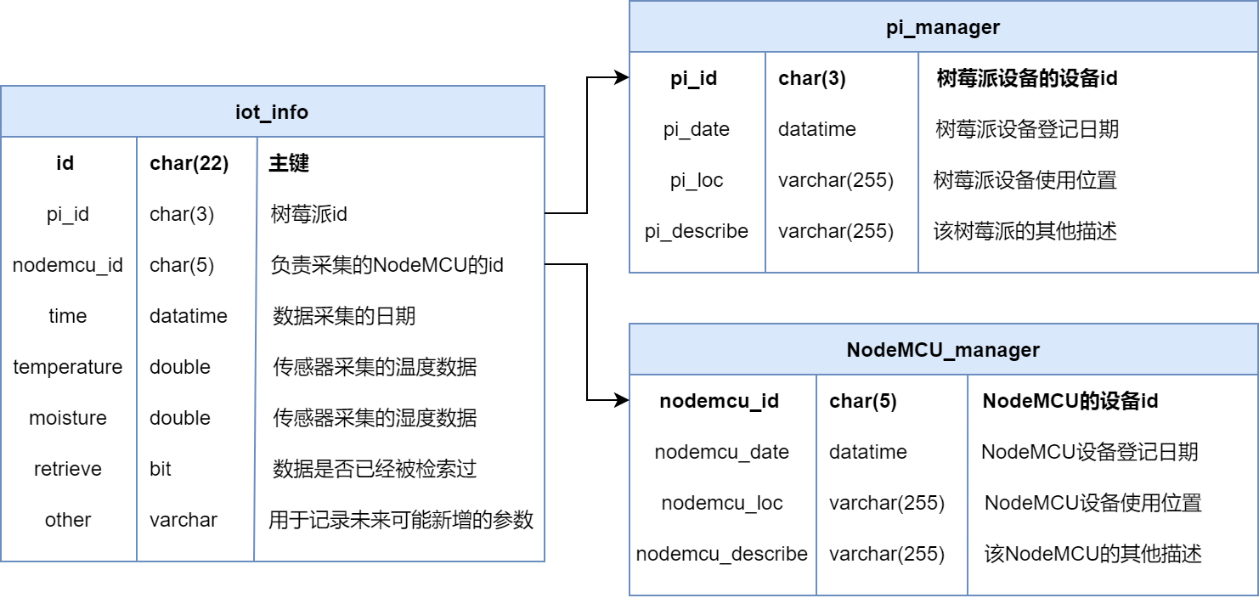 iot_info
id char(22) 主键
pi_id char(3) 树莓派id
nodemcu_id char(5) 负责采集的NodeMCU的id
time datatime 数据采集的日期
temperature double 传感器采集的温度数据
moisture double 传感器采集的湿度数据
retrieve bit 数据是否已经被检索过
other varchar 用于记录未来可能新增的参数
pi_manager
pi_id char(3) 树莓派设备的设备id
pi_date datatime 树莓派设备登记日期
pi_loc varchar(255) 树莓派设备使用位置
pi_describe varchar(255) 该树莓派的其他描述
NodeMCU_manager
nodemcu_id char(5) NodeMCU的设备id
nodemcu_date datatime NodeMCU设备登记日期
nodemcu_loc varchar(255) NodeMCU设备使用位置
nodemcu_describe varchar(255) 该NodeMCU的其他描述